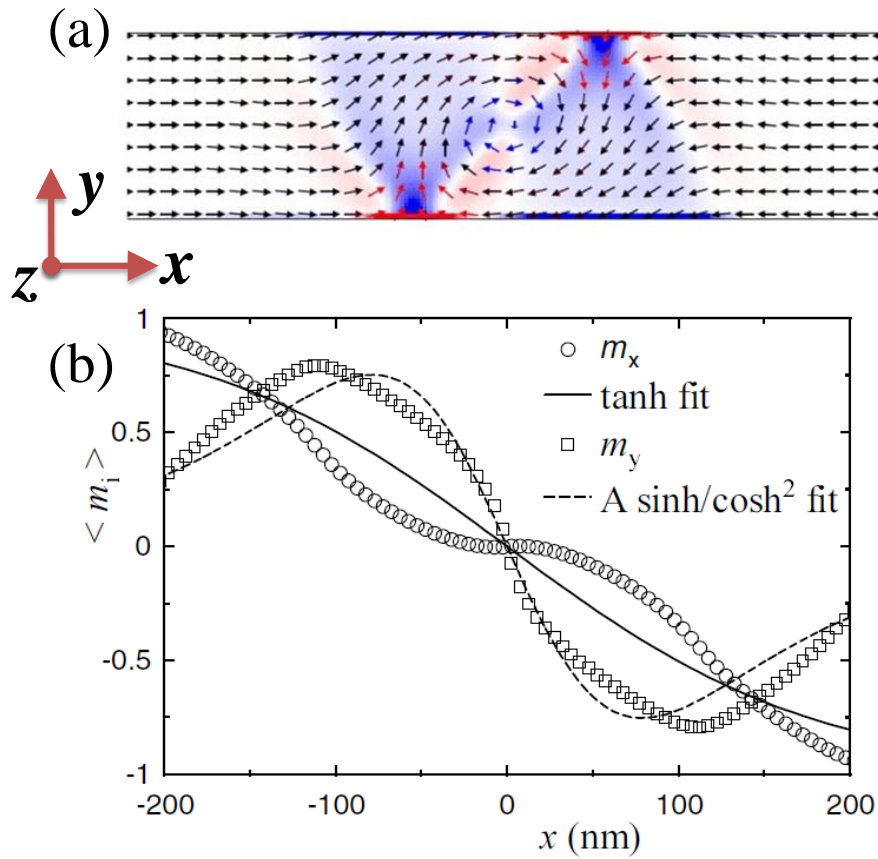 (a)
y
z
x
(b)
1
0.5
0
-0.5
-1
< mᵢ >
mₓ
tanh fit
m_y
A sinh/cosh² fit
-200
-100
0
100
200
x (nm)